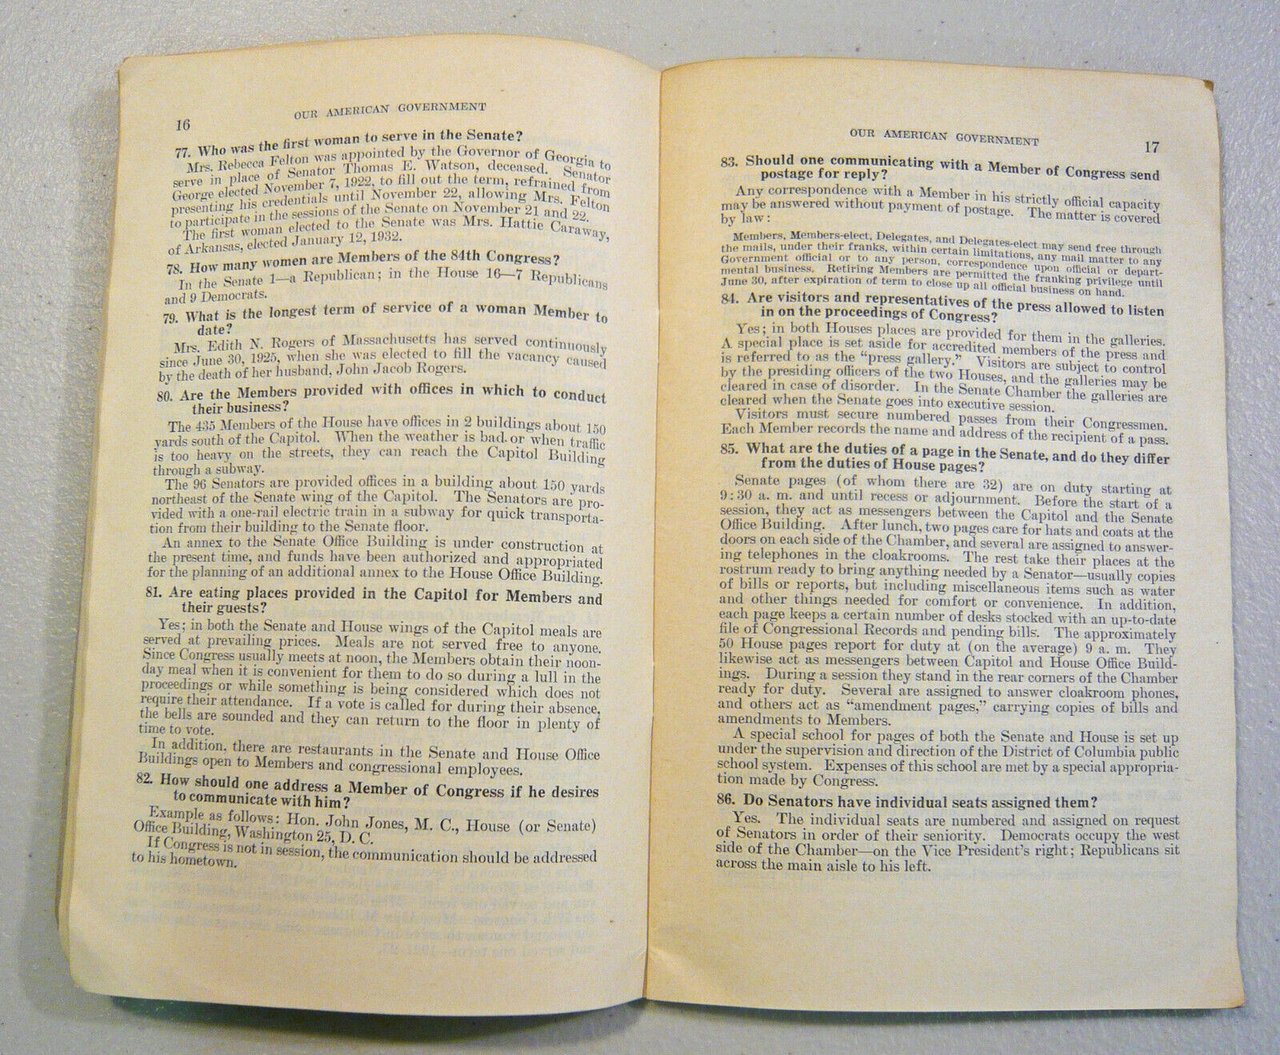 16
OUR AMERICAN GOVERNMENT
77. Who was the first woman to serve in the Senate?
Mrs. Rebecca Felton was appointed by the Governor of Georgia to
serve in place of Senator Thomas E. Watson, deceased. Senator
George elected November 7, 1922, to fill out the term, refrained from
presenting his credentials until November 22, allowing Mrs. Felton
to participate in the sessions of the Senate on November 21 and 22.
The first woman elected to the Senate was Mrs. Hattie Caraway,
of Arkansas, elected January 12, 1932.
78. How many women are Members of the 84th Congress?
In the Senate 1—a Republican; in the House 16—7 Republicans
and 9 Democrats.
79. What is the longest term of service of a woman Member to
date?
Mrs. Edith N. Rogers of Massachusetts has served continuously
since June 30, 1925, when she was elected to fill the vacancy caused
by the death of her husband, John Jacob Rogers.
80. Are the Members provided with offices in which to conduct
their business?
The 435 Members of the House have offices in 2 buildings about 150
yards south of the Capitol. When the weather is bad or when traffic
is too heavy on the streets, they can reach the Capitol Building
through a subway.
The 96 Senators are provided offices in a building about 150 yards
northeast of the Senate wing of the Capitol. The Senators are pro-
vided with a one-rail electric train in a subway for quick transporta-
tion from their building to the Senate floor.
An annex to the Senate Office Building is under construction at
the present time, and funds have been authorized and appropriated
for the planning of an additional annex to the House Office Building.
81. Are eating places provided in the Capitol for Members and
their guests?
Yes; in both the Senate and House wings of the Capitol meals are
served at prevailing prices. Meals are not served free to anyone.
Since Congress usually meets at noon, the Members obtain their noon-
day meal when it is convenient for them to do so during a lull in the
proceedings or while something is being considered which does not
require their attendance. If a vote is called for during their absence,
the bells are sounded and they can return to the floor in plenty of
time to vote.
In addition, there are restaurants in the Senate and House Office
Buildings open to Members and congressional employees.
82. How should one address a Member of Congress if he desires
to communicate with him?
Example as follows: Hon. John Jones, M. C., House (or Senate)
Office Building, Washington 25, D. C.
If Congress is not in session, the communication should be addressed
to his hometown.
OUR AMERICAN GOVERNMENT
17
83. Should one communicating with a Member of Congress send
postage for reply?
Any correspondence with a Member in his strictly official capacity
may be answered without payment of postage. The matter is covered
by law:
Members, Members-elect, Delegates, and Delegates-elect may send free through
the mails, under their franks, within certain limitations, any mail matter to any
Government official or to any person, correspondence upon official or depart-
mental business. Retiring Members are permitted the franking privilege until
June 30, after expiration of term to close up all official business on hand.
84. Are visitors and representatives of the press allowed to listen
in on the proceedings of Congress?
Yes; in both Houses places are provided for them in the galleries.
A special place is set aside for accredited members of the press and
is referred to as the "press gallery." Visitors are subject to control
by the presiding officers of the two Houses, and the galleries may be
cleared in case of disorder. In the Senate Chamber the galleries are
cleared when the Senate goes into executive session.
Visitors must secure numbered passes from their Congressmen.
Each Member records the name and address of the recipient of a pass.
85. What are the duties of a page in the Senate, and do they differ
from the duties of House pages?
Senate pages (of whom there are 32) are on duty starting at
9:30 a. m. and until recess or adjournment. Before the start of a
session, they act as messengers between the Capitol and the Senate
Office Building. After lunch, two pages care for hats and coats at the
doors on each side of the Chamber, and several are assigned to answer-
ing telephones in the cloakrooms. The rest take their places at the
rostrum ready to bring anything needed by a Senator—usually copies
of bills or reports, but including miscellaneous items such as water
and other things needed for comfort or convenience. In addition,
each page keeps a certain number of desks stocked with an up-to-date
file of Congressional Records and pending bills. The approximately
50 House pages report for duty at (on the average) 9 a. m. They
likewise act as messengers between Capitol and House Office Build-
ings. During a session they stand in the rear corners of the Chamber
ready for duty. Several are assigned to answer cloakroom phones,
and others act as "amendment pages," carrying copies of bills and
amendments to Members.
A special school for pages of both the Senate and House is set up
under the supervision and direction of the District of Columbia public
school system. Expenses of this school are met by a special appropria-
tion made by Congress.
86. Do Senators have individual seats assigned them?
Yes. The individual seats are numbered and assigned on request
of Senators in order of their seniority. Democrats occupy the west
side of the Chamber—on the Vice President's right; Republicans sit
across the main aisle to his left.